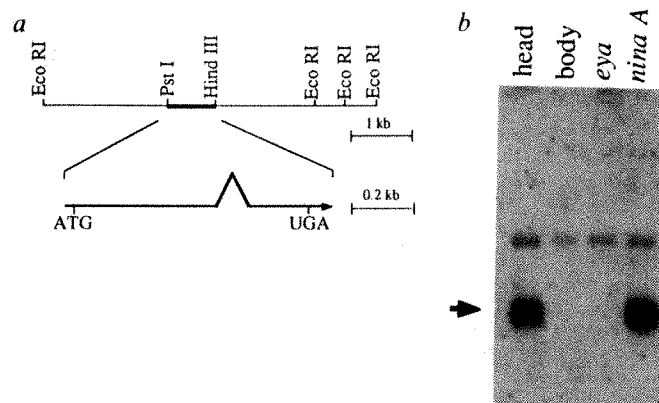 a
Eco RI
Pst I
Hind III
Eco RI
Eco RI
Eco RI
1 kb
0.2 kb
ATG
UGA
b
head
body
eya
nina A